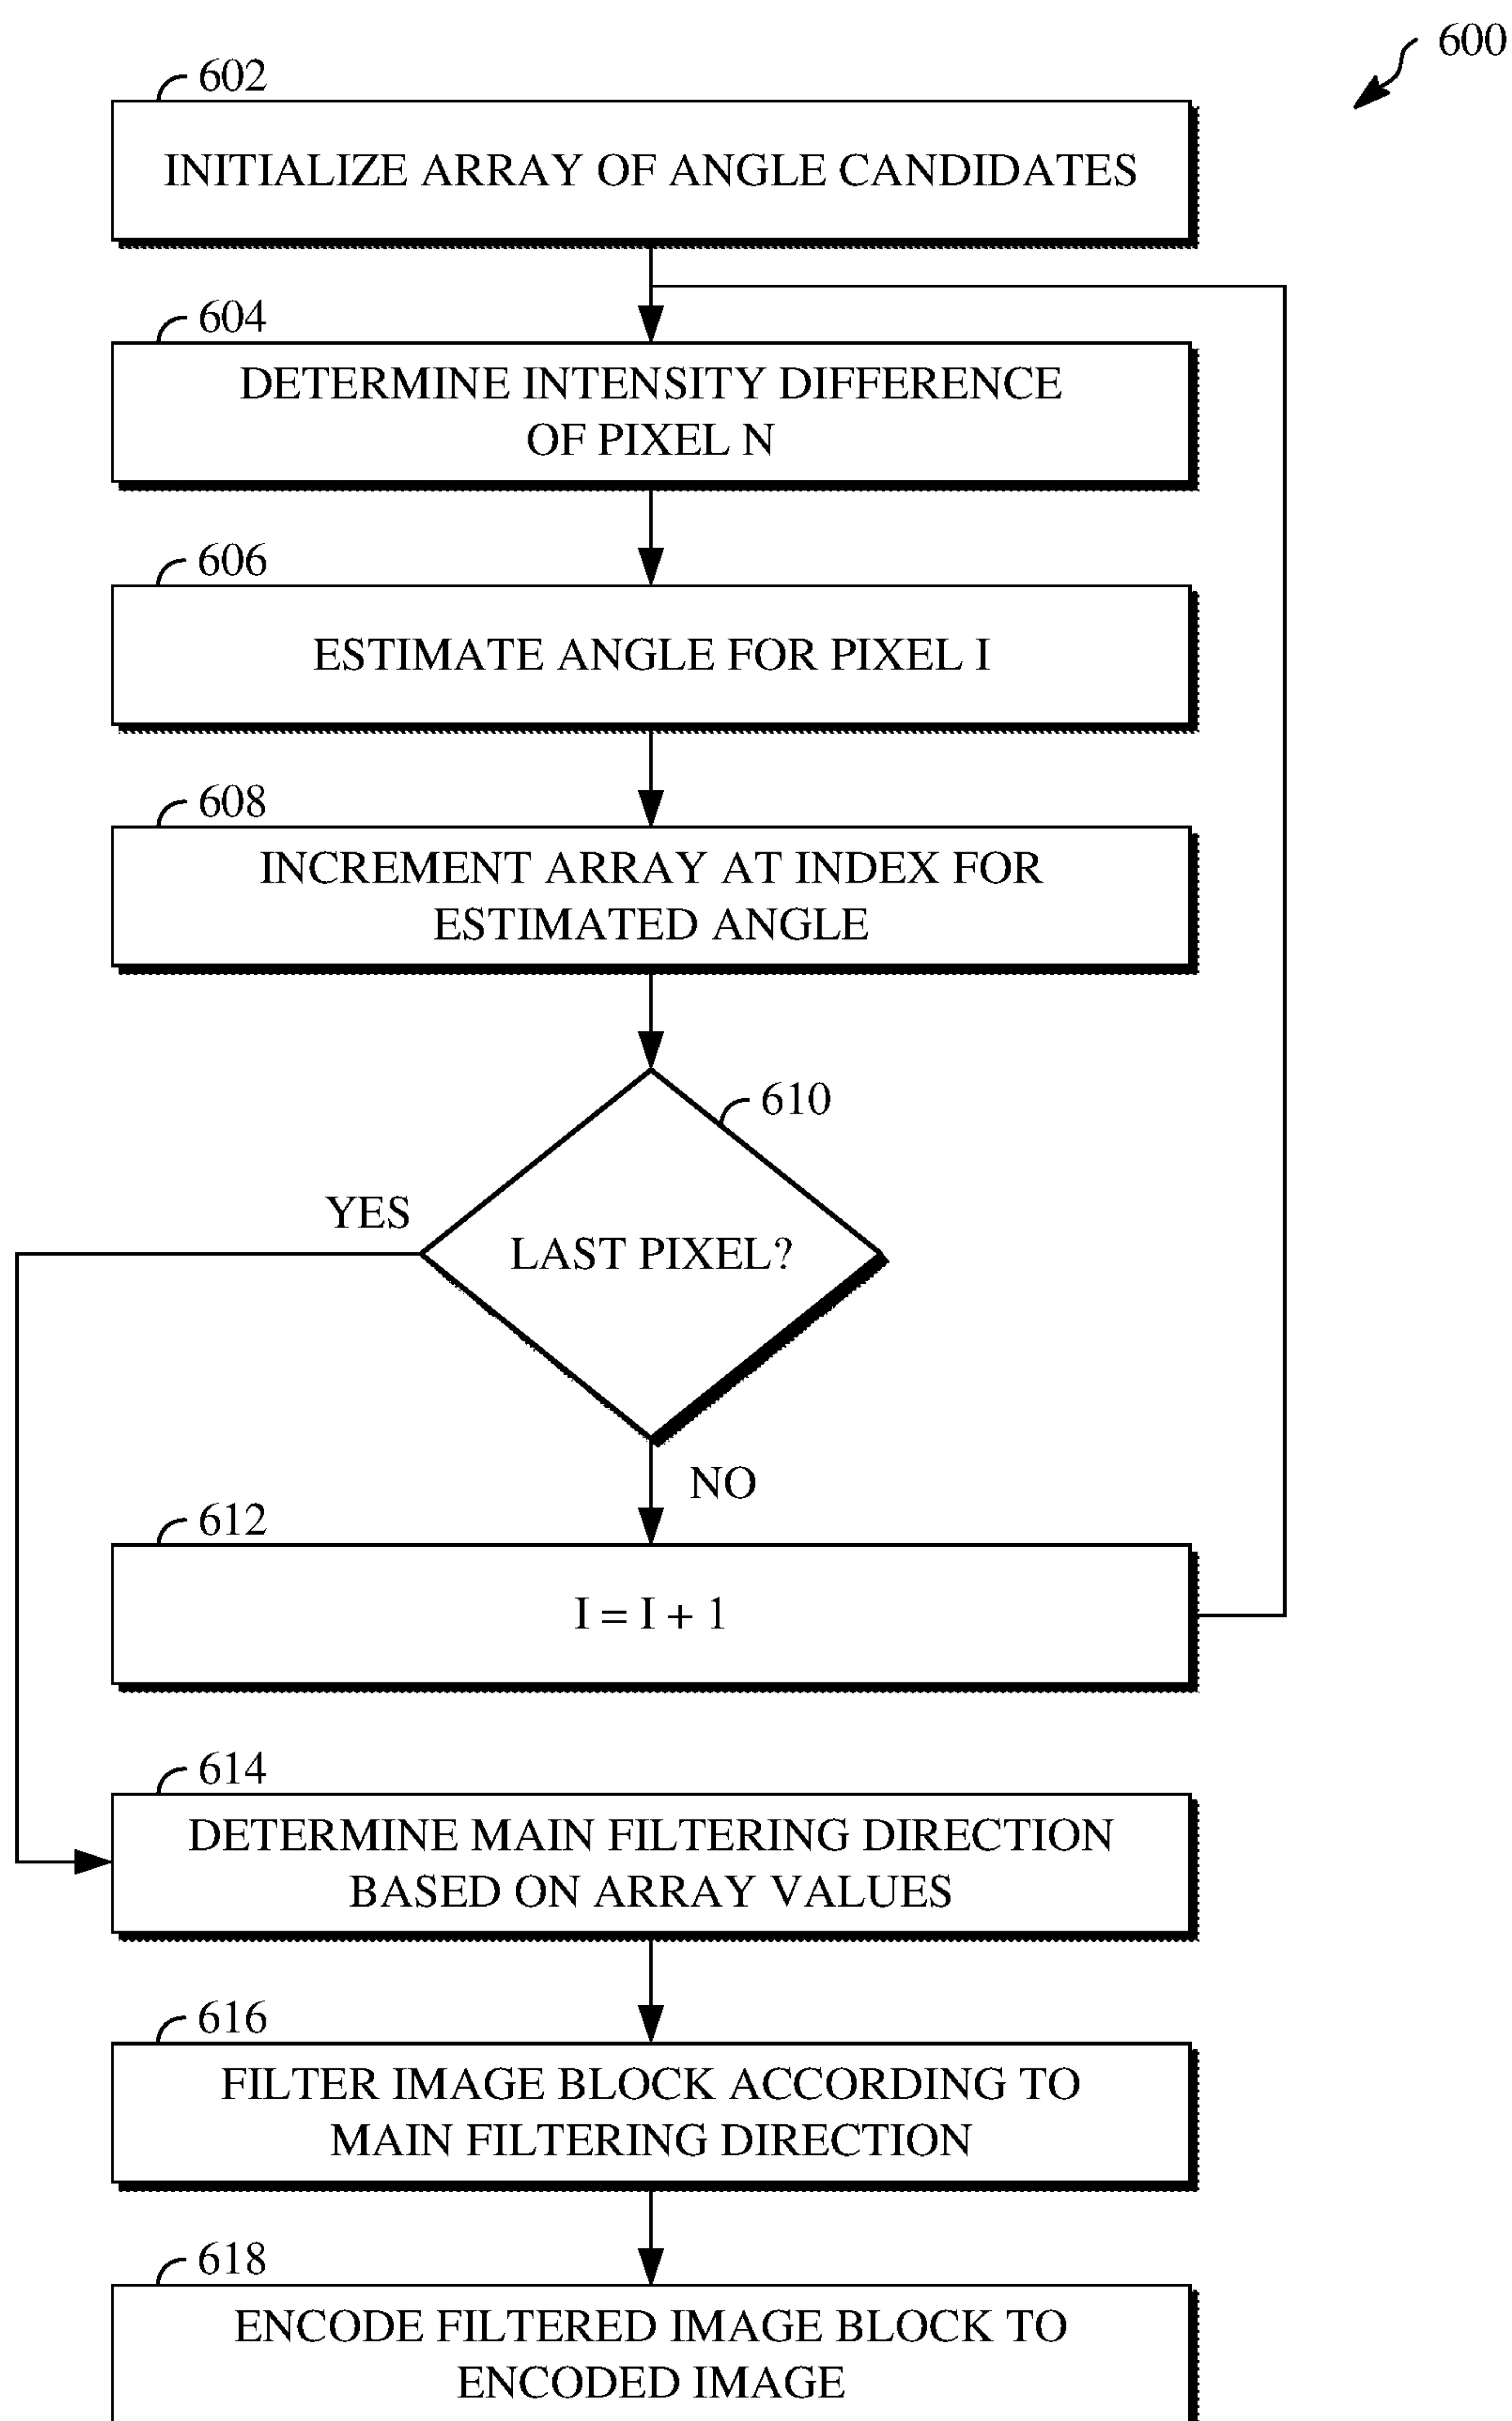 600
602
INITIALIZE ARRAY OF ANGLE CANDIDATES
604
DETERMINE INTENSITY DIFFERENCE
OF PIXEL N
606
ESTIMATE ANGLE FOR PIXEL I
608
INCREMENT ARRAY AT INDEX FOR
ESTIMATED ANGLE
610
YES
LAST PIXEL?
NO
612
I = I + 1
614
DETERMINE MAIN FILTERING DIRECTION
BASED ON ARRAY VALUES
616
FILTER IMAGE BLOCK ACCORDING TO
MAIN FILTERING DIRECTION
618
ENCODE FILTERED IMAGE BLOCK TO
ENCODED IMAGE